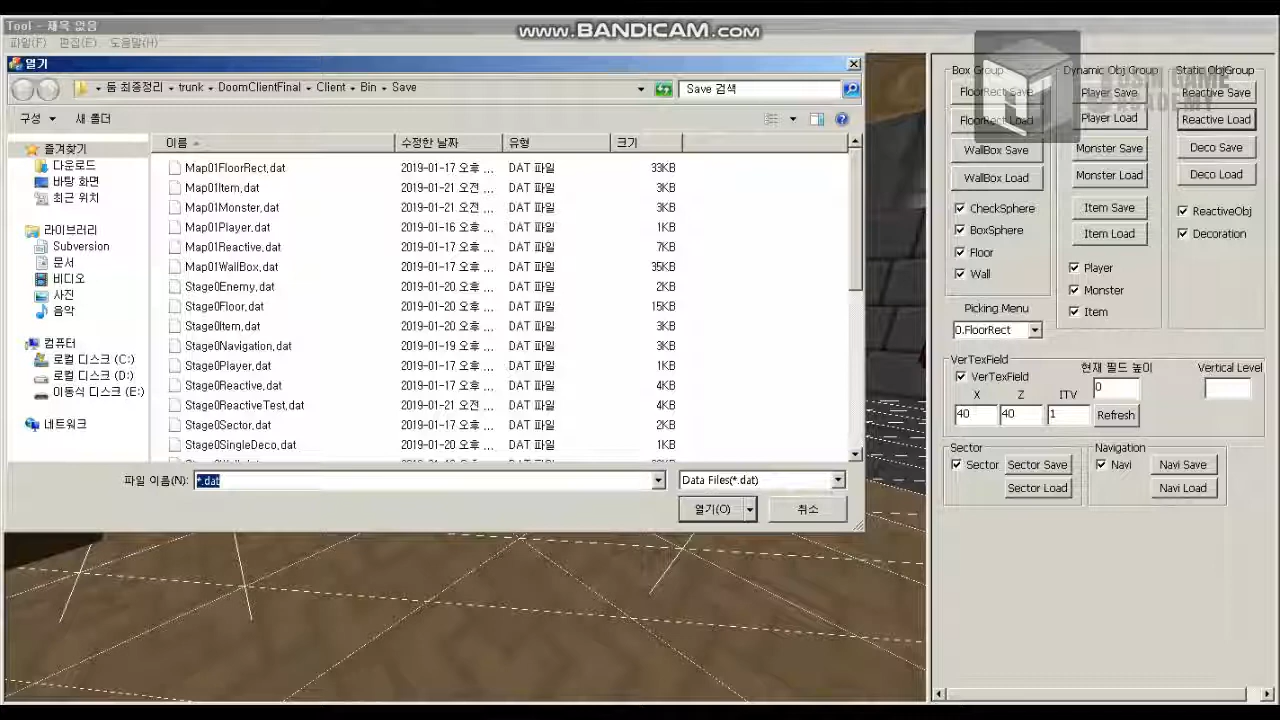 Tool - 제목 없음
www.BANDICAM.com
파일(F) 편집(E) 도움말(H)
열기
둠 최종정리 trunk DoomClientFinal Client Bin Save
Save 검색
구성 새 폴더
이름 수정한 날짜 유형 크기
즐겨찾기
다운로드
바탕 화면
최근 위치
라이브러리
Subversion
문서
비디오
사진
음악
컴퓨터
로컬 디스크 (C:)
로컬 디스크 (D:)
이동식 디스크 (E:)
네트워크
Map01FloorRect.dat 2019-01-17 오후 ... DAT 파일 33KB
Map01Item.dat 2019-01-21 오전 ... DAT 파일 3KB
Map01Monster.dat 2019-01-21 오전 ... DAT 파일 3KB
Map01Player.dat 2019-01-16 오후 ... DAT 파일 1KB
Map01Reactive.dat 2019-01-17 오후 ... DAT 파일 7KB
Map01WallBox.dat 2019-01-17 오후 ... DAT 파일 35KB
Stage0Enemy.dat 2019-01-20 오후 ... DAT 파일 2KB
Stage0Floor.dat 2019-01-20 오후 ... DAT 파일 15KB
Stage0Item.dat 2019-01-20 오후 ... DAT 파일 3KB
Stage0Navigation.dat 2019-01-19 오후 ... DAT 파일 3KB
Stage0Player.dat 2019-01-17 오후 ... DAT 파일 1KB
Stage0Reactive.dat 2019-01-20 오후 ... DAT 파일 4KB
Stage0ReactiveTest.dat 2019-01-21 오전 ... DAT 파일 4KB
Stage0Sector.dat 2019-01-17 오후 ... DAT 파일 2KB
Stage0SingleDeco.dat 2019-01-20 오후 ... DAT 파일 1KB
파일 이름(N): *.dat
Data Files(*.dat)
열기(O) 취소
Box Group Dynamic Obj Group Static ObjGroup
FloorRect Save Player Save Reactive Save
FloorRect Load Player Load Reactive Load
WallBox Save Monster Save Deco Save
WallBox Load Monster Load Deco Load
CheckSphere Item Save ReactiveObj
BoxSphere Item Load Decoration
Floor
Wall
Player
Monster
Item
Picking Menu
0.FloorRect
VerTexField 현재 필드 높이 Vertical Level
VerTexField 0
X Z ITV
40 40 1 Refresh
Sector Navigation
Sector Sector Save Navi Navi Save
Sector Load Navi Load